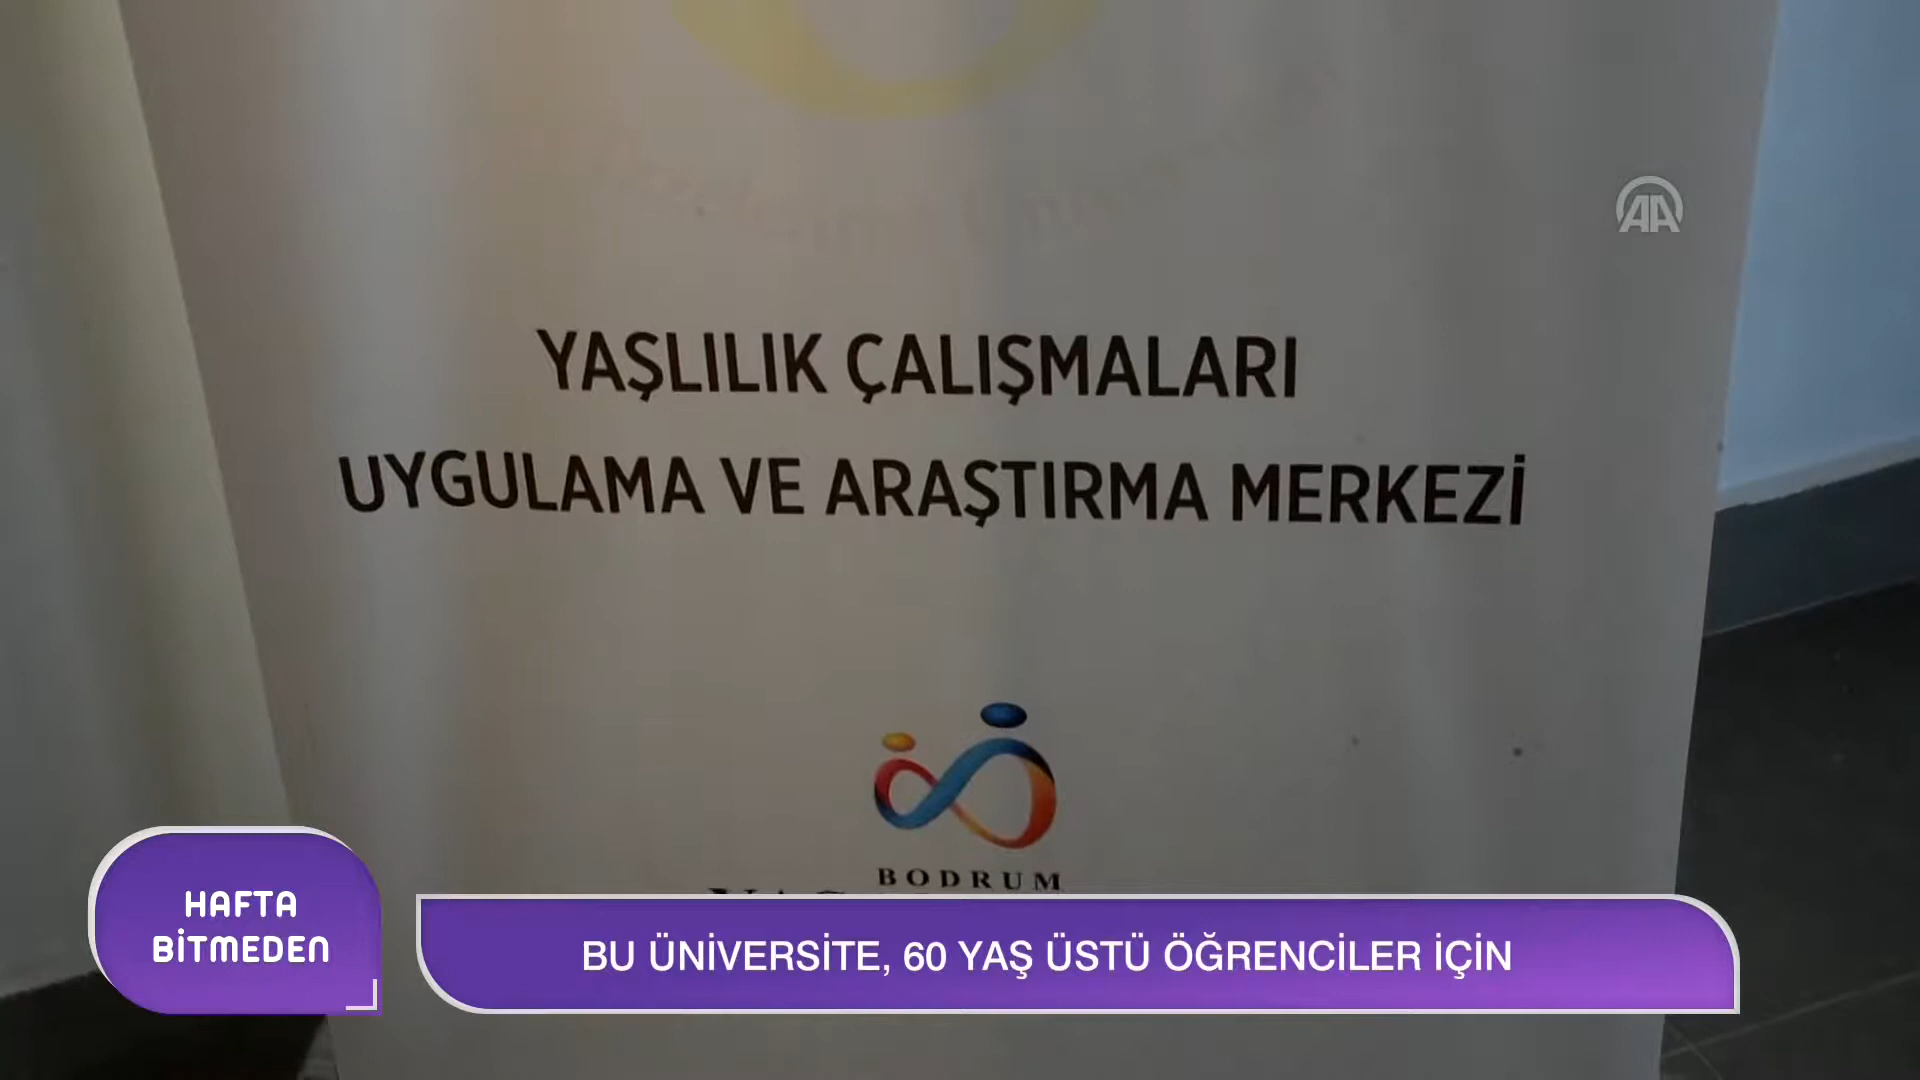 AA
YAŞLILIK ÇALIŞMALARI
UYGULAMA VE ARAŞTIRMA MERKEZİ
BODRUM
HAFTA
BİTMEDEN
BU ÜNİVERSİTE, 60 YAŞ ÜSTÜ ÖĞRENCİLER İÇİN